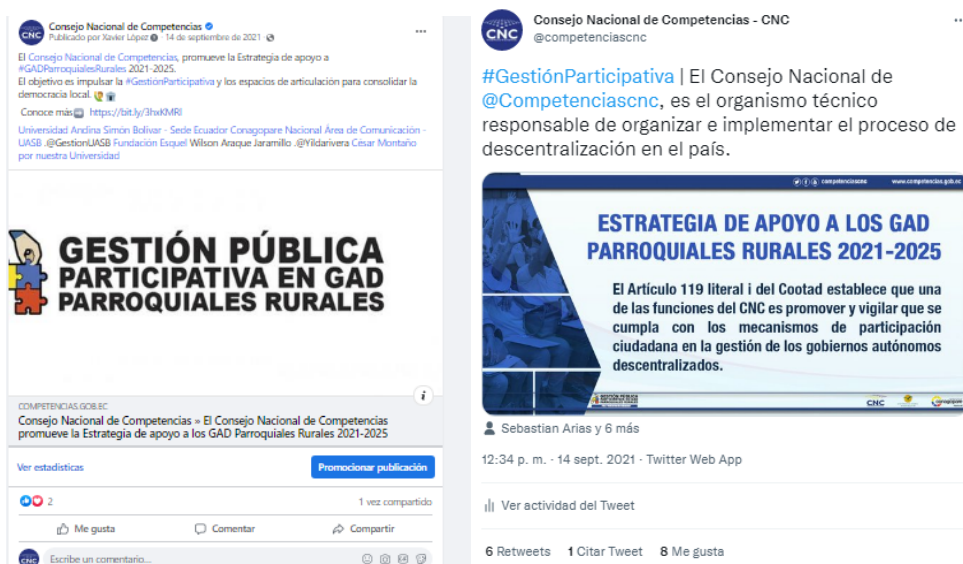 CNC
Consejo Nacional de Competencias
Publicado por Xavier López · 14 de septiembre de 2021 ·
El Consejo Nacional de Competencias, promueve la Estrategia de apoyo a
#GADParroquialesRurales 2021-2025.
El objetivo es impulsar la #GestiónParticipativa y los espacios de articulación para consolidar la
democracia local.
Conoce más https://bit.ly/3hxKMRI
Universidad Andina Simón Bolívar - Sede Ecuador Conagopare Nacional Área de Comunicación -
UASB .@GestionUASB Fundación Esquel Wilson Araque Jaramillo .@Yildarivera César Montaño
por nuestra Universidad
GESTIÓN PÚBLICA
PARTICIPATIVA EN GAD
PARROQUIALES RURALES
COMPETENCIAS.GOB.EC
Consejo Nacional de Competencias » El Consejo Nacional de Competencias
promueve la Estrategia de apoyo a los GAD Parroquiales Rurales 2021-2025
Ver estadísticas
Promocionar publicación
2
1 vez compartido
Me gusta
Comentar
Compartir
CNC
Escribe un comentario...
CNC
Consejo Nacional de Competencias - CNC
@competenciascnc
#GestiónParticipativa | El Consejo Nacional de
@Competenciascnc, es el organismo técnico
responsable de organizar e implementar el proceso de
descentralización en el país.
competenciascnc www.competencias.gob.ec
ESTRATEGIA DE APOYO A LOS GAD
PARROQUIALES RURALES 2021-2025
El Artículo 119 literal i del Cootad establece que una
de las funciones del CNC es promover y vigilar que se
cumpla con los mecanismos de participación
ciudadana en la gestión de los gobiernos autónomos
descentralizados.
CNC
Sebastian Arias y 6 más
12:34 p. m. · 14 sept. 2021 · Twitter Web App
Ver actividad del Tweet
6 Retweets 1 Citar Tweet 8 Me gusta